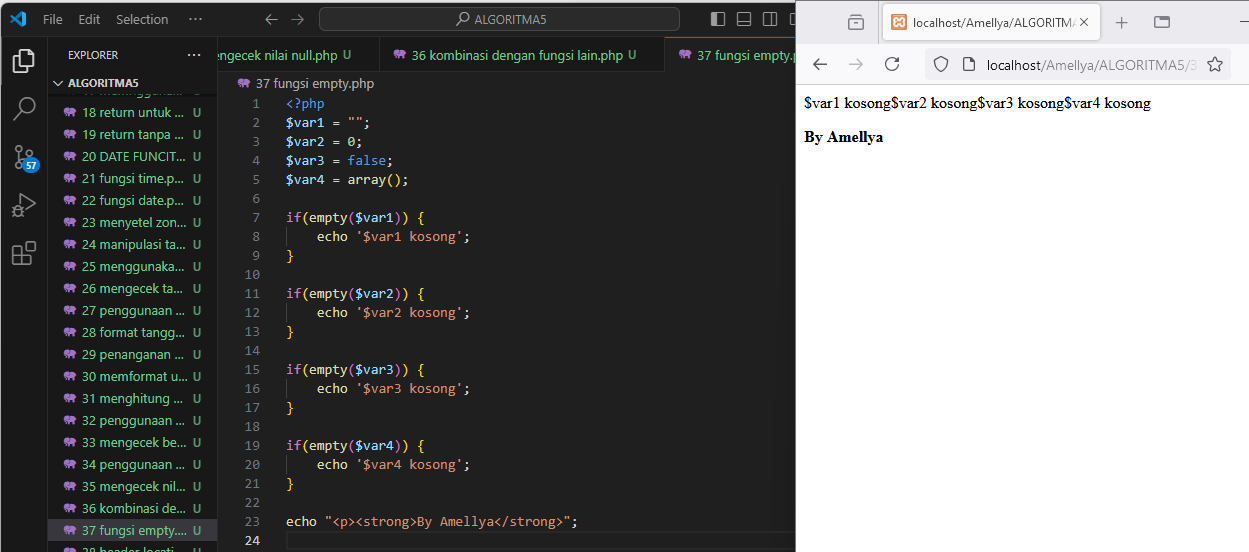 File Edit Selection ··· ALGORITMA5
EXPLORER ···
ALGORITMA5
18 return untuk ... U
19 return tanpa ... U
20 DATE FUNCIT... U
21 fungsi time.p... U
22 fungsi date.p... U
23 menyetel zon... U
24 manipulasi ta... U
25 menggunaka... U
26 mengecek ta... U
27 penggunaan ... U
28 format tangg... U
29 penanganan ... U
30 memformat u... U
31 menghitung ... U
32 penggunaan ... U
33 mengecek be... U
34 penggunaan ... U
35 mengecek nil... U
36 kombinasi de... U
37 fungsi empty.... U
57
engecek nilai null.php U
36 kombinasi dengan fungsi lain.php U
37 fungsi empty.p
37 fungsi empty.php
1 <?php
2 $var1 = "";
3 $var2 = 0;
4 $var3 = false;
5 $var4 = array();
6
7 if(empty($var1)) {
8 echo '$var1 kosong';
9 }
10
11 if(empty($var2)) {
12 echo '$var2 kosong';
13 }
14
15 if(empty($var3)) {
16 echo '$var3 kosong';
17 }
18
19 if(empty($var4)) {
20 echo '$var4 kosong';
21 }
22
23 echo "<p><strong>By Amellya</strong>";
24
localhost/Amellya/ALGORITMA
localhost/Amellya/ALGORITMA5/3
$var1 kosong$var2 kosong$var3 kosong$var4 kosong
By Amellya